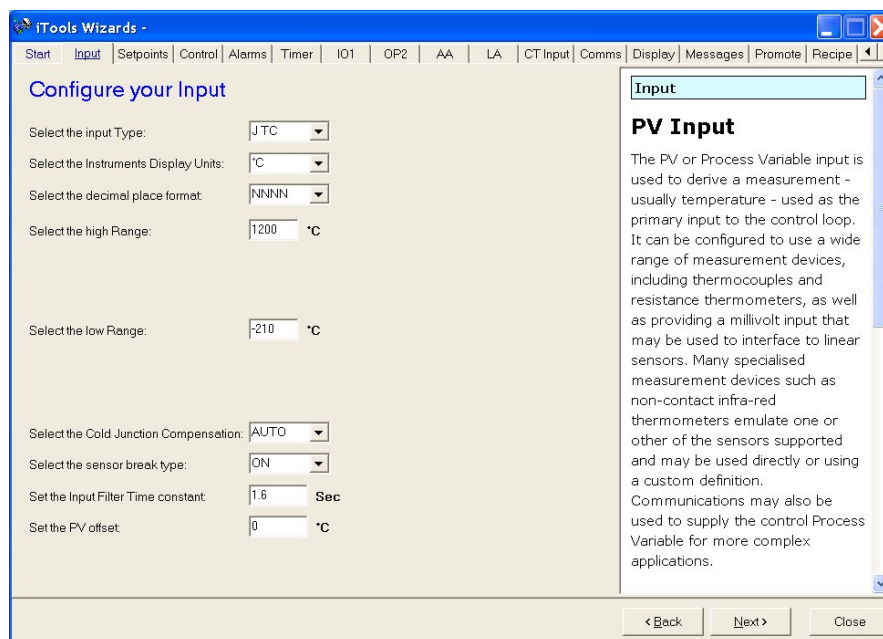 iTools Wizards -
Start Input Setpoints Control Alarms Timer IO1 OP2 AA LA CT Input Comms Display Messages Promote Recipe
Configure your Input
Select the input Type: J TC
Select the Instruments Display Units: °C
Select the decimal place format: NNNN
Select the high Range: 1200 °C
Select the low Range: -210 °C
Select the Cold Junction Compensation: AUTO
Select the sensor break type: ON
Set the Input Filter Time constant: 1.6 Sec
Set the PV offset: 0 °C
Input
PV Input
The PV or Process Variable input is
used to derive a measurement -
usually temperature - used as the
primary input to the control loop.
It can be configured to use a wide
range of measurement devices,
including thermocouples and
resistance thermometers, as well
as providing a millivolt input that
may be used to interface to linear
sensors. Many specialised
measurement devices such as
non-contact infra-red
thermometers emulate one or
other of the sensors supported
and may be used directly or using
a custom definition.
Communications may also be
used to supply the control Process
Variable for more complex
applications.
< Back Next > Close